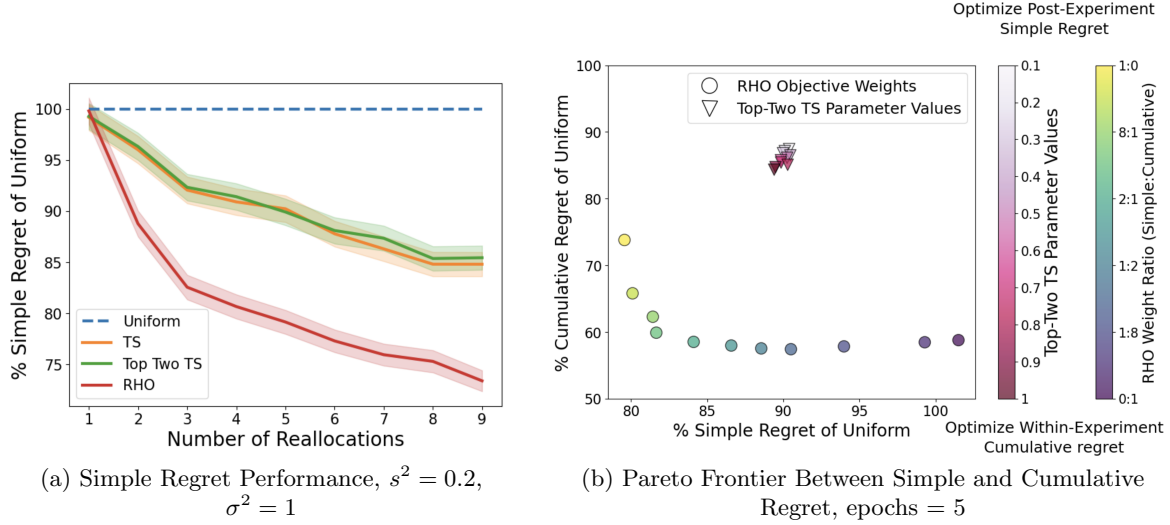 % Simple Regret of Uniform
100
95
90
85
80
75
Uniform
TS
Top Two TS
RHO
1 2 3 4 5 6 7 8 9
Number of Reallocations
(a) Simple Regret Performance, s² = 0.2,
σ² = 1
% Cumulative Regret of Uniform
100
90
80
70
60
50
RHO Objective Weights
Top-Two TS Parameter Values
80 85 90 95 100
% Simple Regret of Uniform
Optimize Post-Experiment
Simple Regret
0.1
0.2
0.3
0.4
0.5
0.6
0.7
0.8
0.9
1
Top-Two TS Parameter Values
1:0
8:1
2:1
1:2
1:8
0:1
RHO Weight Ratio (Simple:Cumulative)
Optimize Within-Experiment
Cumulative regret
(b) Pareto Frontier Between Simple and Cumulative
Regret, epochs = 5